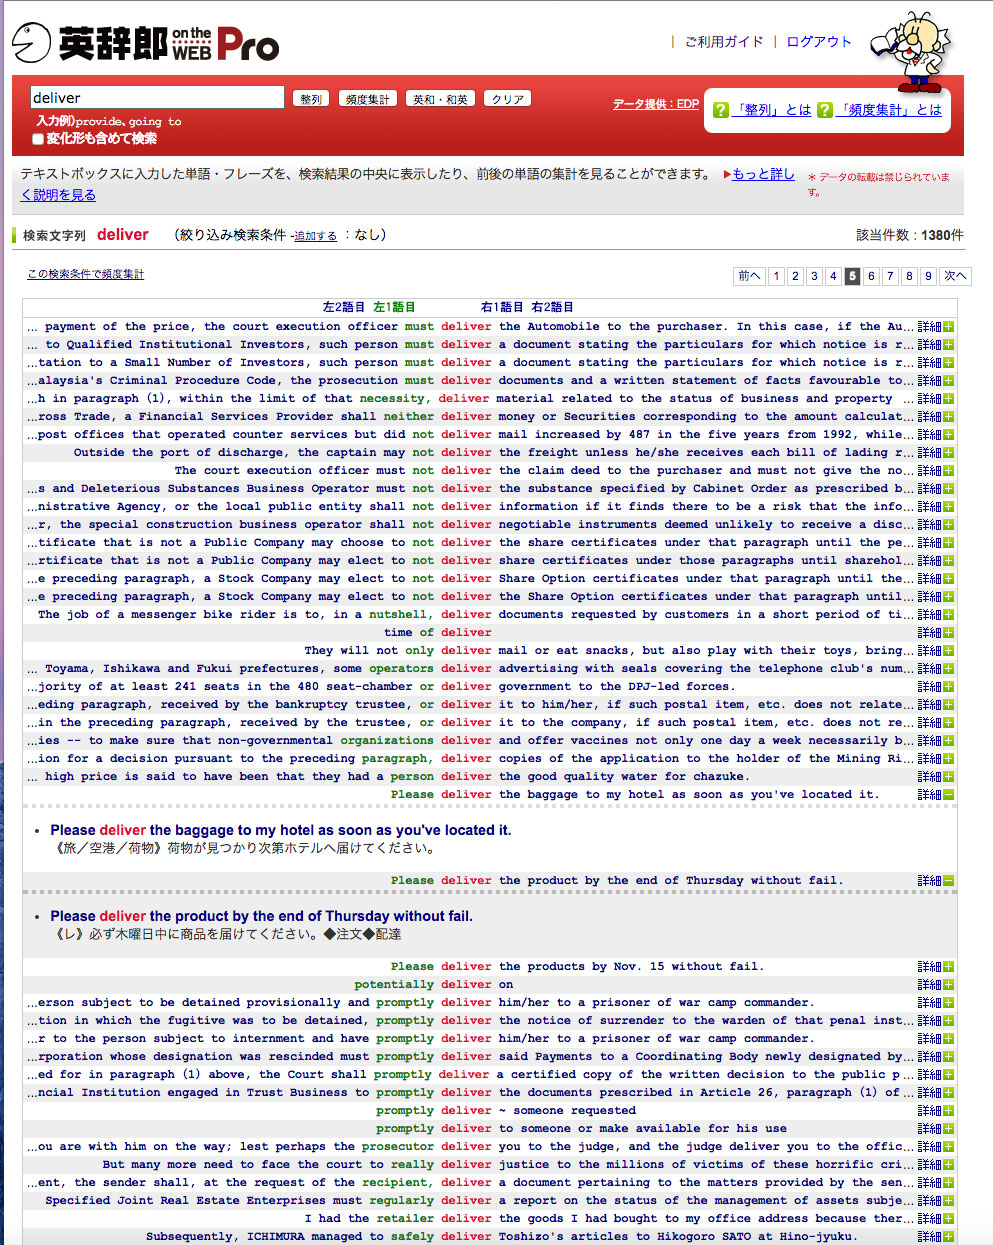 英辞郎 on the WEB Pro
| ご利用ガイド | ログアウト
deliver 整列 頻度集計 英和・和英 クリア
データ提供：EDP ? 「整列」とは ? 「頻度集計」とは
入力例)provide、going to
変化形も含めて検索
テキストボックスに入力した単語・フレーズを、検索結果の中央に表示したり、前後の単語の集計を見ることができます。 ▶もっと詳し
く説明を見る
＊ データの転載は禁じられていま
す。
検索文字列 deliver （絞り込み検索条件 -追加する ：なし） 該当件数：1380件
この検索条件で頻度集計 前へ 1 2 3 4 5 6 7 8 9 次へ
左2語目 左1語目 右1語目 右2語目
... payment of the price, the court execution officer must deliver the Automobile to the purchaser. In this case, if the Au... 詳細
... to Qualified Institutional Investors, such person must deliver a document stating the particulars for which notice is r... 詳細
...tation to a Small Number of Investors, such person must deliver a document stating the particulars for which notice is r... 詳細
...alaysia's Criminal Procedure Code, the prosecution must deliver documents and a written statement of facts favourable to... 詳細
...h in paragraph (1), within the limit of that necessity, deliver material related to the status of business and property ... 詳細
...ross Trade, a Financial Services Provider shall neither deliver money or Securities corresponding to the amount calculat... 詳細
...post offices that operated counter services but did not deliver mail increased by 487 in the five years from 1992, while... 詳細
Outside the port of discharge, the captain may not deliver the freight unless he/she receives each bill of lading r... 詳細
The court execution officer must not deliver the claim deed to the purchaser and must not give the no... 詳細
...s and Deleterious Substances Business Operator must not deliver the substance specified by Cabinet Order as prescribed b... 詳細
...nistrative Agency, or the local public entity shall not deliver information if it finds there to be a risk that the info... 詳細
...r, the special construction business operator shall not deliver negotiable instruments deemed unlikely to receive a disc... 詳細
...tificate that is not a Public Company may choose to not deliver the share certificates under that paragraph until the pe... 詳細
...rtificate that is not a Public Company may elect to not deliver share certificates under those paragraphs until sharehol... 詳細
...e preceding paragraph, a Stock Company may elect to not deliver Share Option certificates under that paragraph until the... 詳細
...e preceding paragraph, a Stock Company may elect to not deliver the Share Option certificates under that paragraph until... 詳細
The job of a messenger bike rider is to, in a nutshell, deliver documents requested by customers in a short period of ti... 詳細
time of deliver 詳細
They will not only deliver mail or eat snacks, but also play with their toys, bring... 詳細
... Toyama, Ishikawa and Fukui prefectures, some operators deliver advertising with seals covering the telephone club's num... 詳細
...jority of at least 241 seats in the 480 seat-chamber or deliver government to the DPJ-led forces. 詳細
...eding paragraph, received by the bankruptcy trustee, or deliver it to him/her, if such postal item, etc. does not relate... 詳細
...in the preceding paragraph, received by the trustee, or deliver it to the company, if such postal item, etc. does not re... 詳細
...ies -- to make sure that non-governmental organizations deliver and offer vaccines not only one day a week necessarily b... 詳細
...ion for a decision pursuant to the preceding paragraph, deliver copies of the application to the holder of the Mining Ri... 詳細
... high price is said to have been that they had a person deliver the good quality water for chazuke. 詳細
Please deliver the baggage to my hotel as soon as you've located it. 詳細
• Please deliver the baggage to my hotel as soon as you've located it.
《旅／空港／荷物》荷物が見つかり次第ホテルへ届けてください。
Please deliver the product by the end of Thursday without fail. 詳細
• Please deliver the product by the end of Thursday without fail.
《レ》必ず木曜日中に商品を届けてください。◆注文◆配達
Please deliver the products by Nov. 15 without fail. 詳細
potentially deliver on 詳細
...erson subject to be detained provisionally and promptly deliver him/her to a prisoner of war camp commander. 詳細
...tion in which the fugitive was to be detained, promptly deliver the notice of surrender to the warden of that penal inst... 詳細
...r to the person subject to internment and have promptly deliver him/her to a prisoner of war camp commander. 詳細
...rporation whose designation was rescinded must promptly deliver said Payments to a Coordinating Body newly designated by... 詳細
...ed for in paragraph (1) above, the Court shall promptly deliver a certified copy of the written decision to the public p... 詳細
...ncial Institution engaged in Trust Business to promptly deliver the documents prescribed in Article 26, paragraph (1) of... 詳細
promptly deliver ~ someone requested 詳細
promptly deliver to someone or make available for his use 詳細
...ou are with him on the way; lest perhaps the prosecutor deliver you to the judge, and the judge deliver you to the offic... 詳細
But many more need to face the court to really deliver justice to the millions of victims of these horrific cri... 詳細
...ent, the sender shall, at the request of the recipient, deliver a document pertaining to the matters provided by the sen... 詳細
Specified Joint Real Estate Enterprises must regularly deliver a report on the status of the management of assets subje... 詳細
I had the retailer deliver the goods I had bought to my office address because ther... 詳細
Subsequently, ICHIMURA managed to safely deliver Toshizo's articles to Hikogoro SATO at Hino-jyuku. 詳細